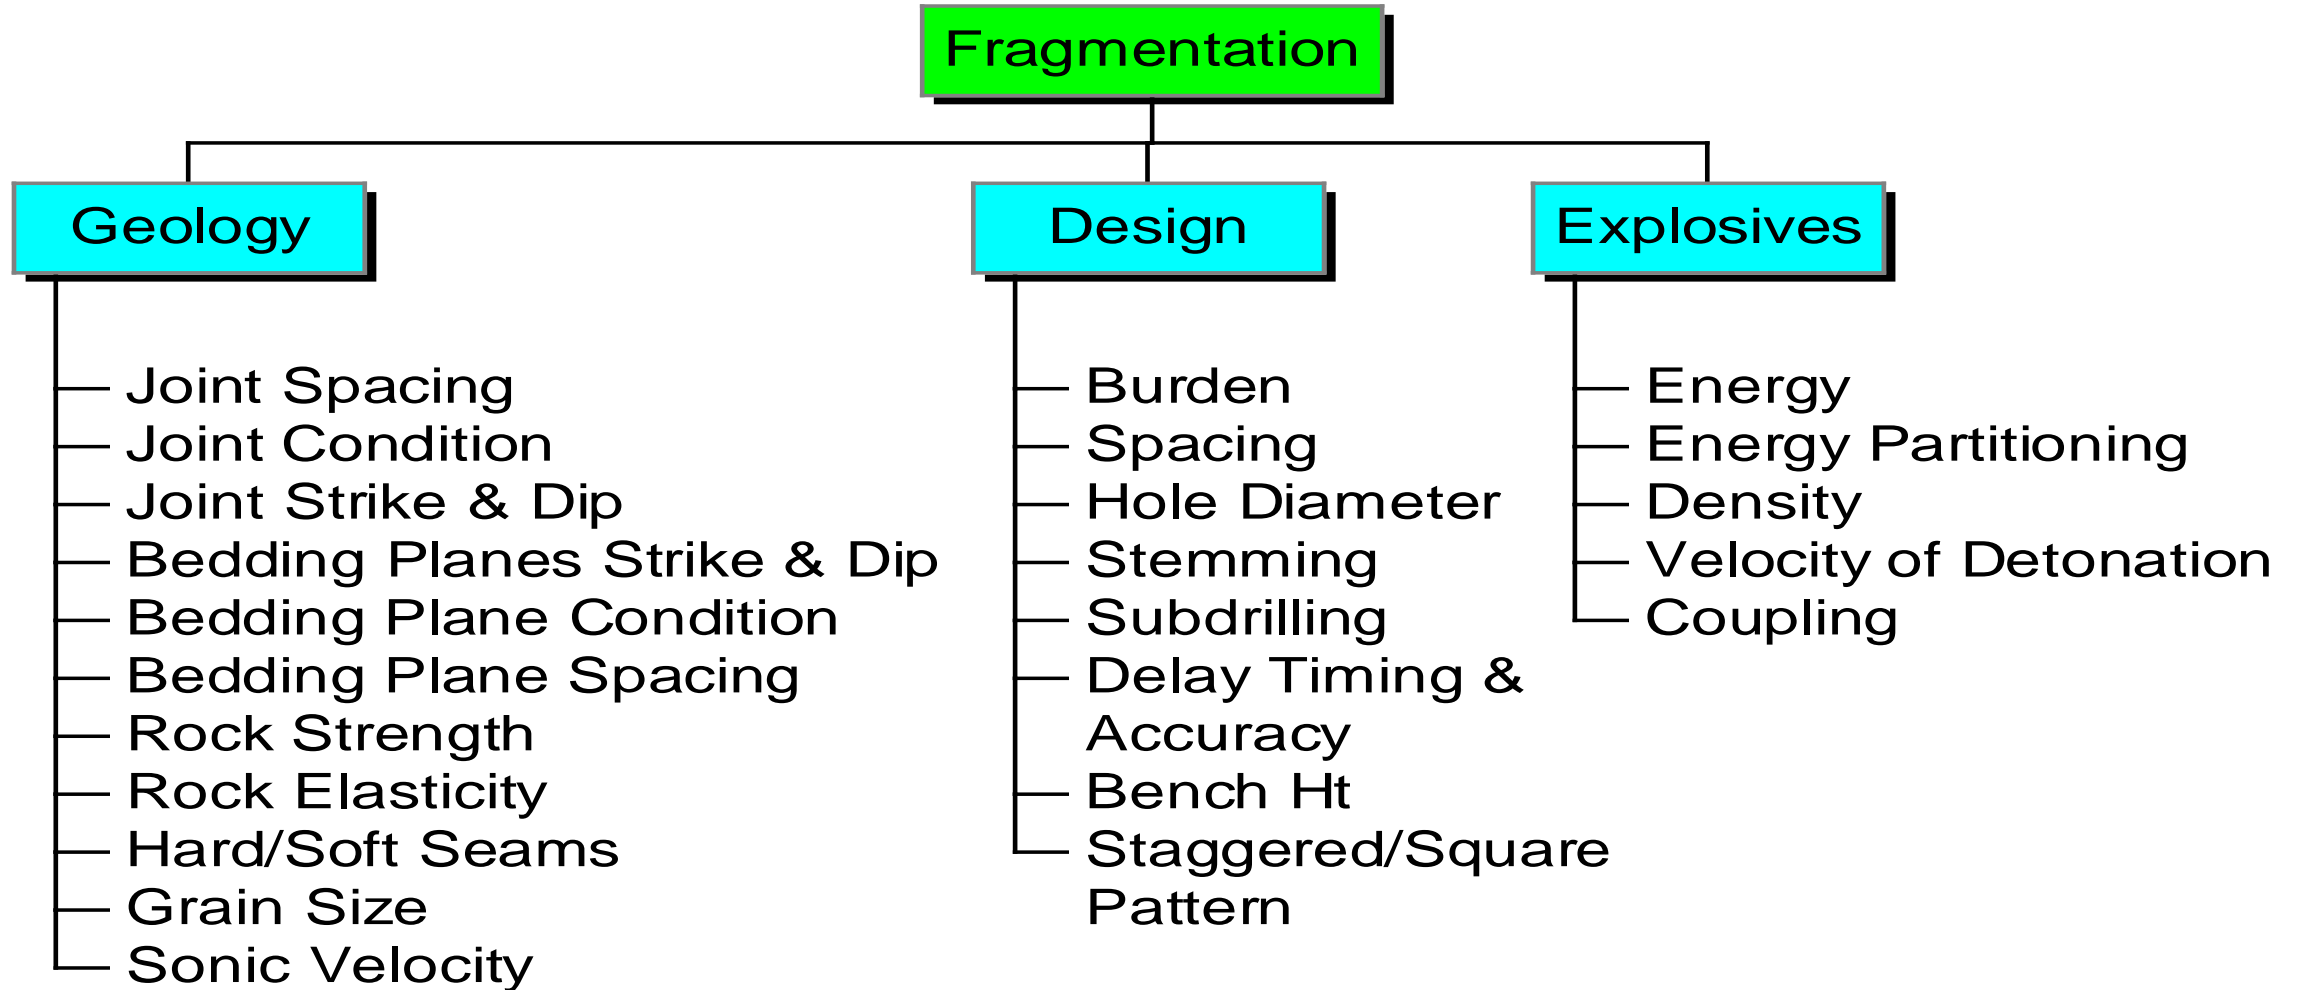 Fragmentation
Geology
Design
Explosives
Joint Spacing
Joint Condition
Joint Strike & Dip
Bedding Planes Strike & Dip
Bedding Plane Condition
Bedding Plane Spacing
Rock Strength
Rock Elasticity
Hard/Soft Seams
Grain Size
Sonic Velocity
Burden
Spacing
Hole Diameter
Stemming
Subdrilling
Delay Timing &
Accuracy
Bench Ht
Staggered/Square
Pattern
Energy
Energy Partitioning
Density
Velocity of Detonation
Coupling